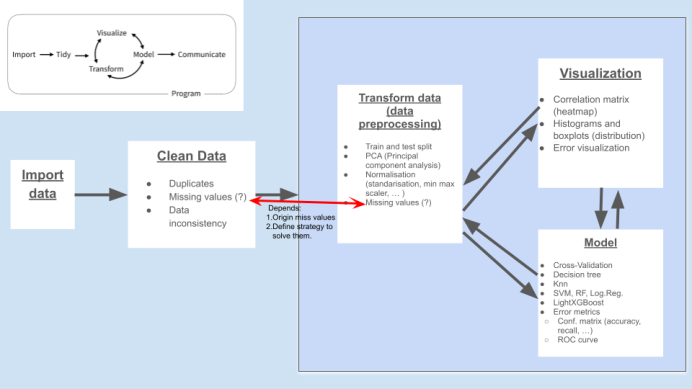 Visualize
Import
Tidy
Model
Communicate
Transform
Program
Import
data
Clean Data
● Duplicates
● Missing values (?)
● Data
inconsistency
Depends:
1.Origin miss values
2.Define strategy to
solve them.
Transform data
(data
preprocessing)
● Train and test split
● PCA (Principal
component analysis)
● Normalisation
(standarisation, min max
scaler, … )
● Missing values (?)
Visualization
● Correlation matrix
(heatmap)
● Histograms and
boxplots (distribution)
● Error visualization
Model
● Cross-Validation
● Decision tree
● Knn
● SVM, RF, Log.Reg.
● LightXGBoost
● Error metrics
○ Conf. matrix (accuracy,
recall, …)
○ ROC curve